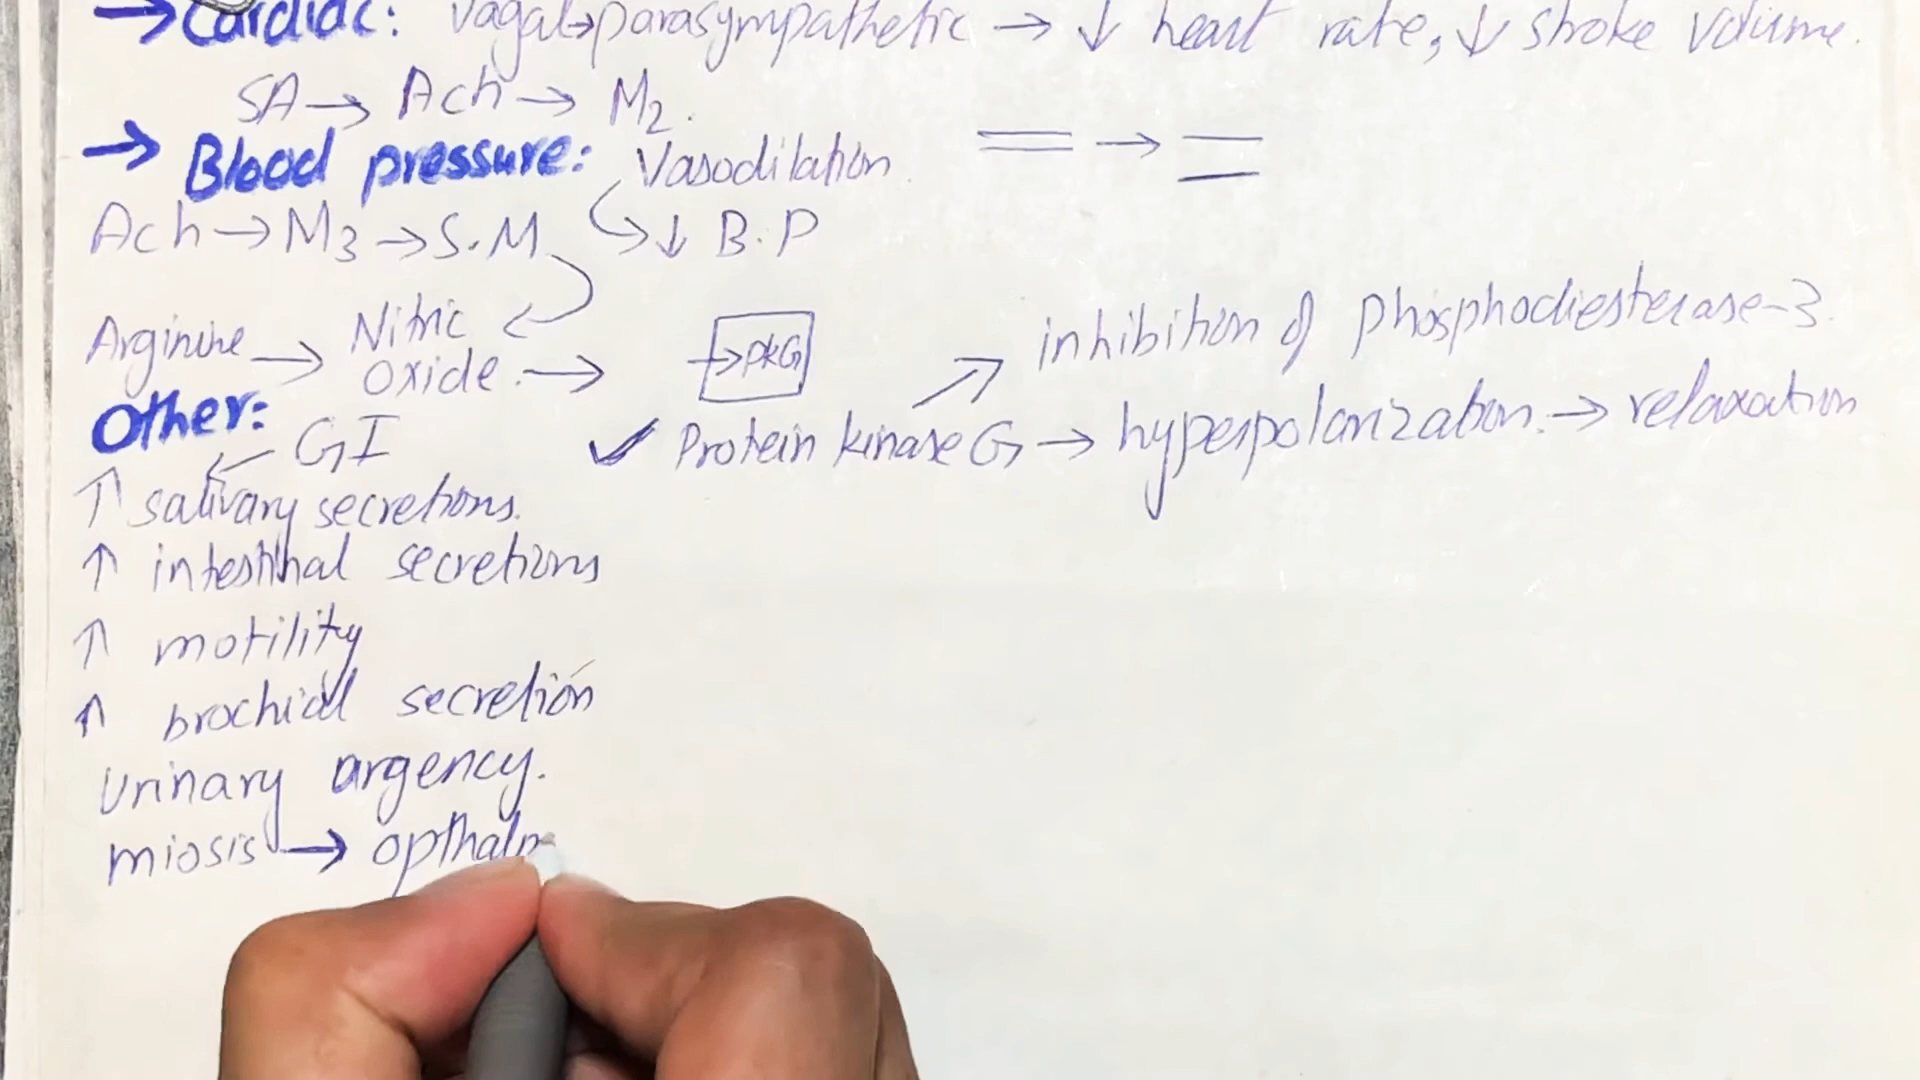 → Cardiac: vagal→parasympathetic → ↓ heart rate, ↓ stroke volume.
SA → Ach → M2.
→ Blood pressure: Vasodilation
Ach → M3 → S.M ↓ B.P
Arginine → Nitric oxide. → →PKG inhibition of phosphodiesterase-3.
✓ Protein kinase G → hyperpolarization. → relaxation
Other:
GI
↑ salivary secretions.
↑ intestinal secretions
↑ motility
↑ brochial secretion
Urinary argency.
miosis → opthalm